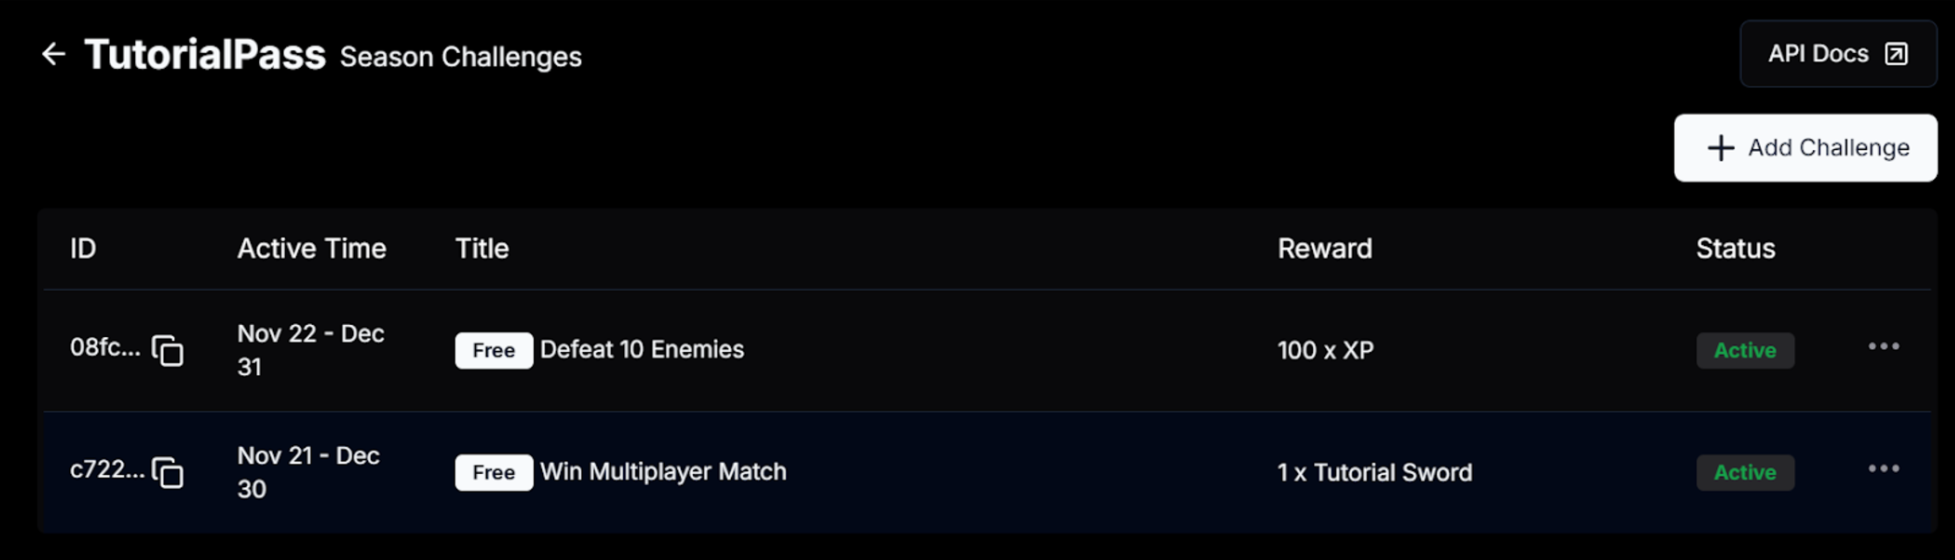 TutorialPass Season Challenges
API Docs
Add Challenge
ID Active Time Title Reward Status
08fc... Nov 22 - Dec 31 Free Defeat 10 Enemies 100 x XP Active
c722... Nov 21 - Dec 30 Free Win Multiplayer Match 1 x Tutorial Sword Active